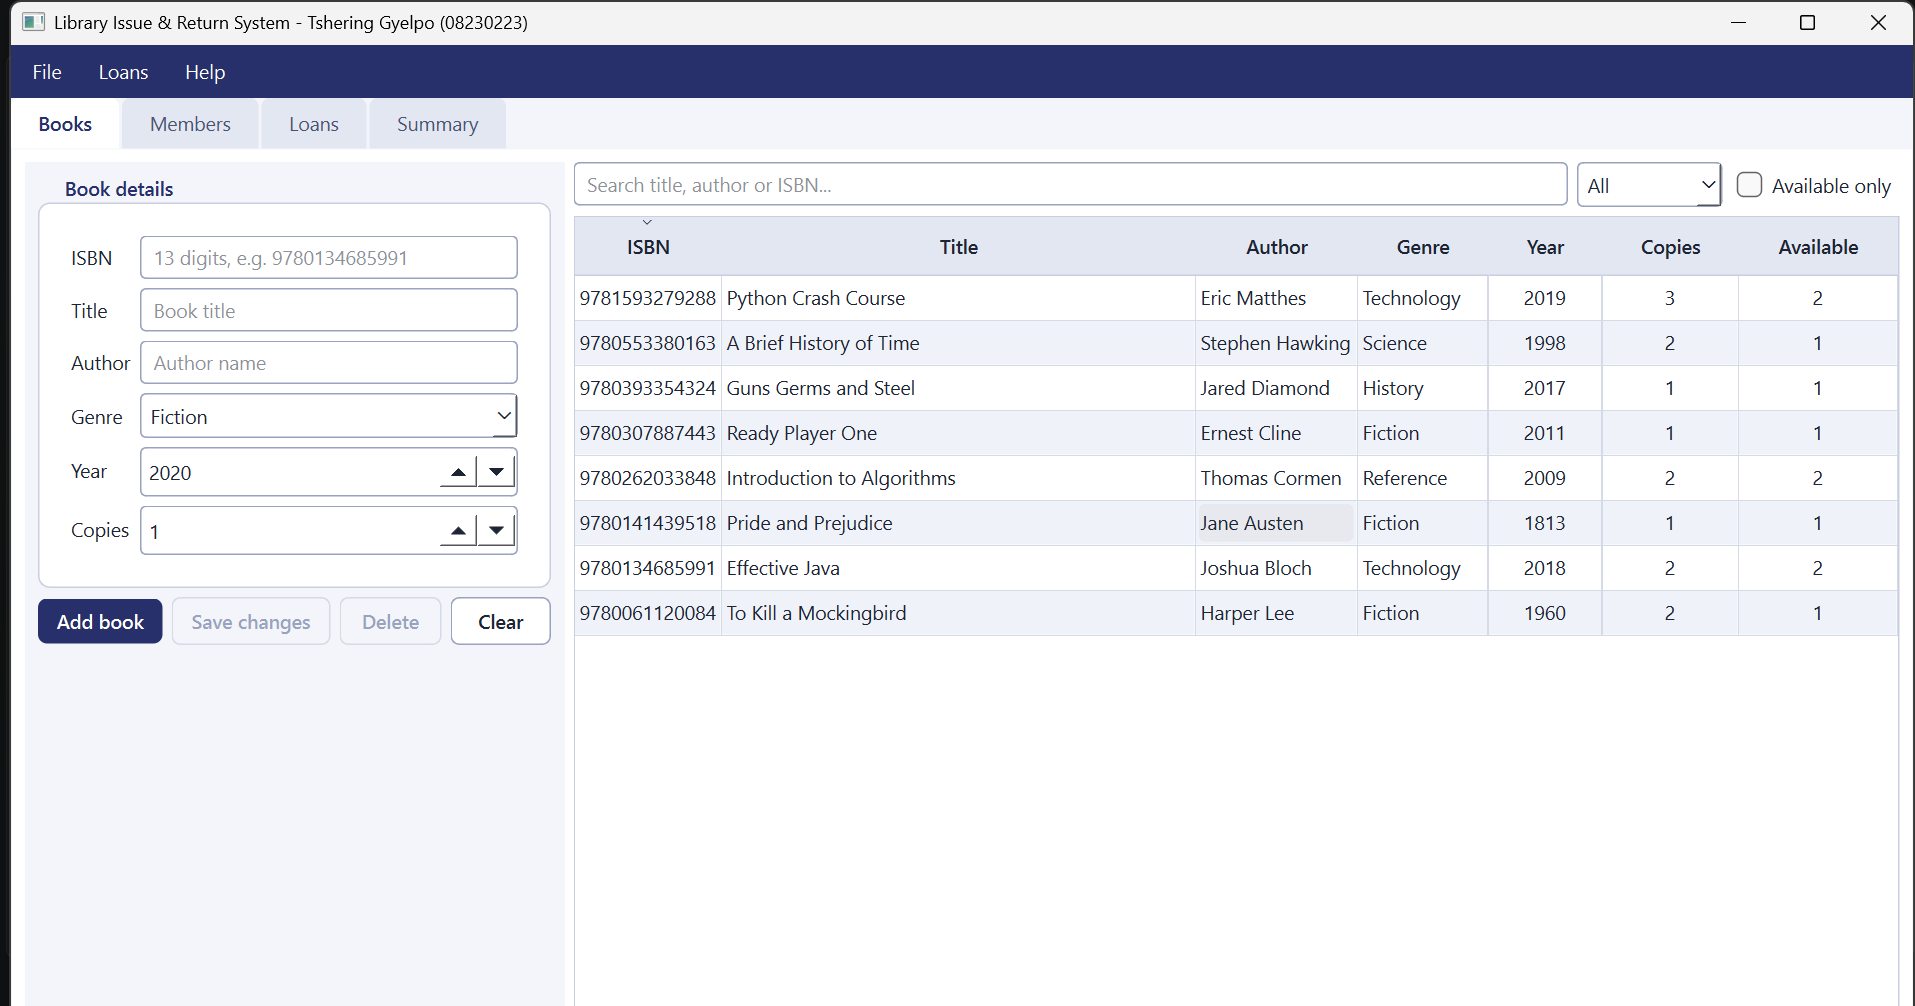 Library Issue & Return System - Tshering Gyelpo (08230223)
File Loans Help
Books Members Loans Summary
Book details
ISBN 13 digits, e.g. 9780134685991
Title Book title
Author Author name
Genre Fiction
Year 2020
Copies 1
Add book Save changes Delete Clear
Search title, author or ISBN... All Available only
ISBN Title Author Genre Year Copies Available
9781593279288 Python Crash Course Eric Matthes Technology 2019 3 2
9780553380163 A Brief History of Time Stephen Hawking Science 1998 2 1
9780393354324 Guns Germs and Steel Jared Diamond History 2017 1 1
9780307887443 Ready Player One Ernest Cline Fiction 2011 1 1
9780262033848 Introduction to Algorithms Thomas Cormen Reference 2009 2 2
9780141439518 Pride and Prejudice Jane Austen Fiction 1813 1 1
9780134685991 Effective Java Joshua Bloch Technology 2018 2 2
9780061120084 To Kill a Mockingbird Harper Lee Fiction 1960 2 1